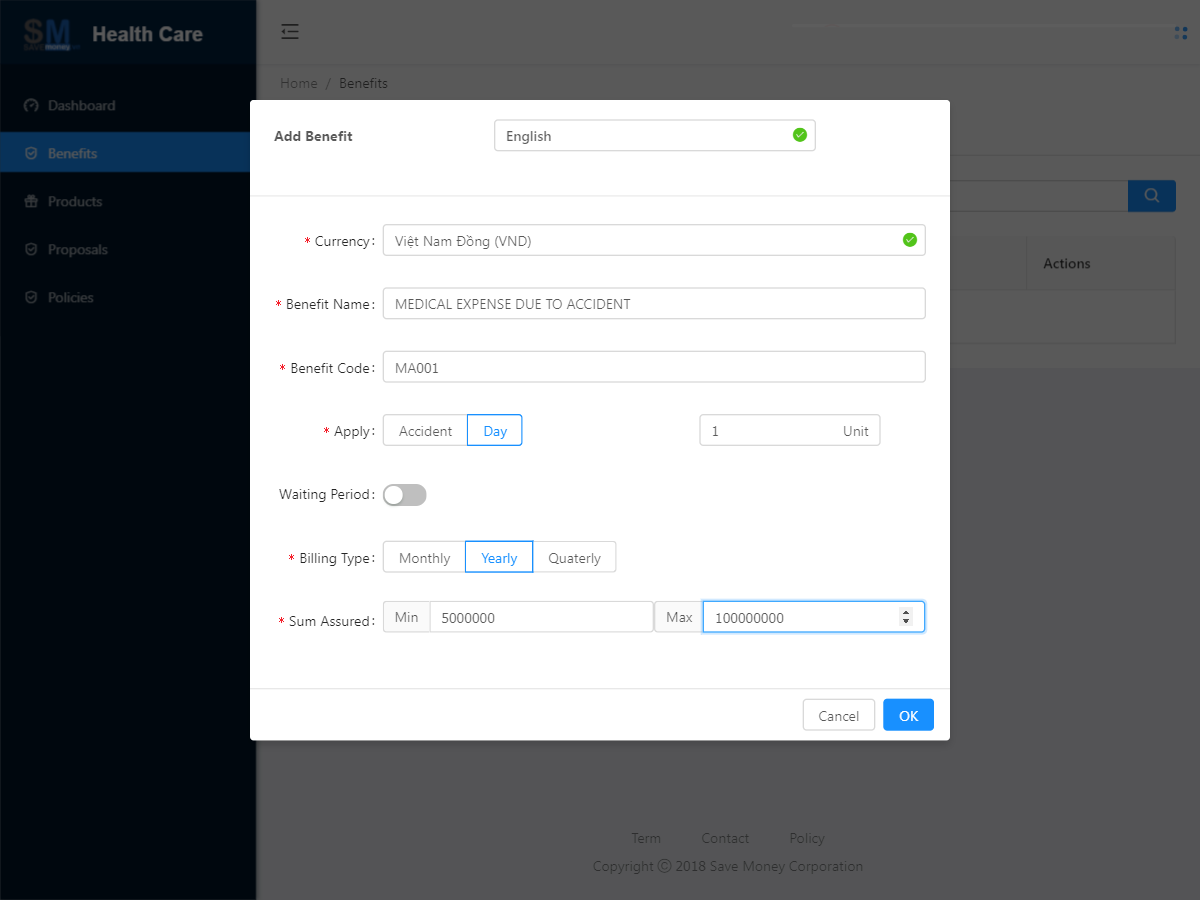 SM Health Care
SAVE money
Dashboard
Benefits
Products
Proposals
Policies
Home / Benefits
Actions
Add Benefit
English
* Currency: Việt Nam Đồng (VND)
* Benefit Name: MEDICAL EXPENSE DUE TO ACCIDENT
* Benefit Code: MA001
* Apply: Accident Day 1 Unit
Waiting Period:
* Billing Type: Monthly Yearly Quaterly
* Sum Assured: Min 5000000 Max 100000000
Cancel OK
Term Contact Policy
Copyright © 2018 Save Money Corporation